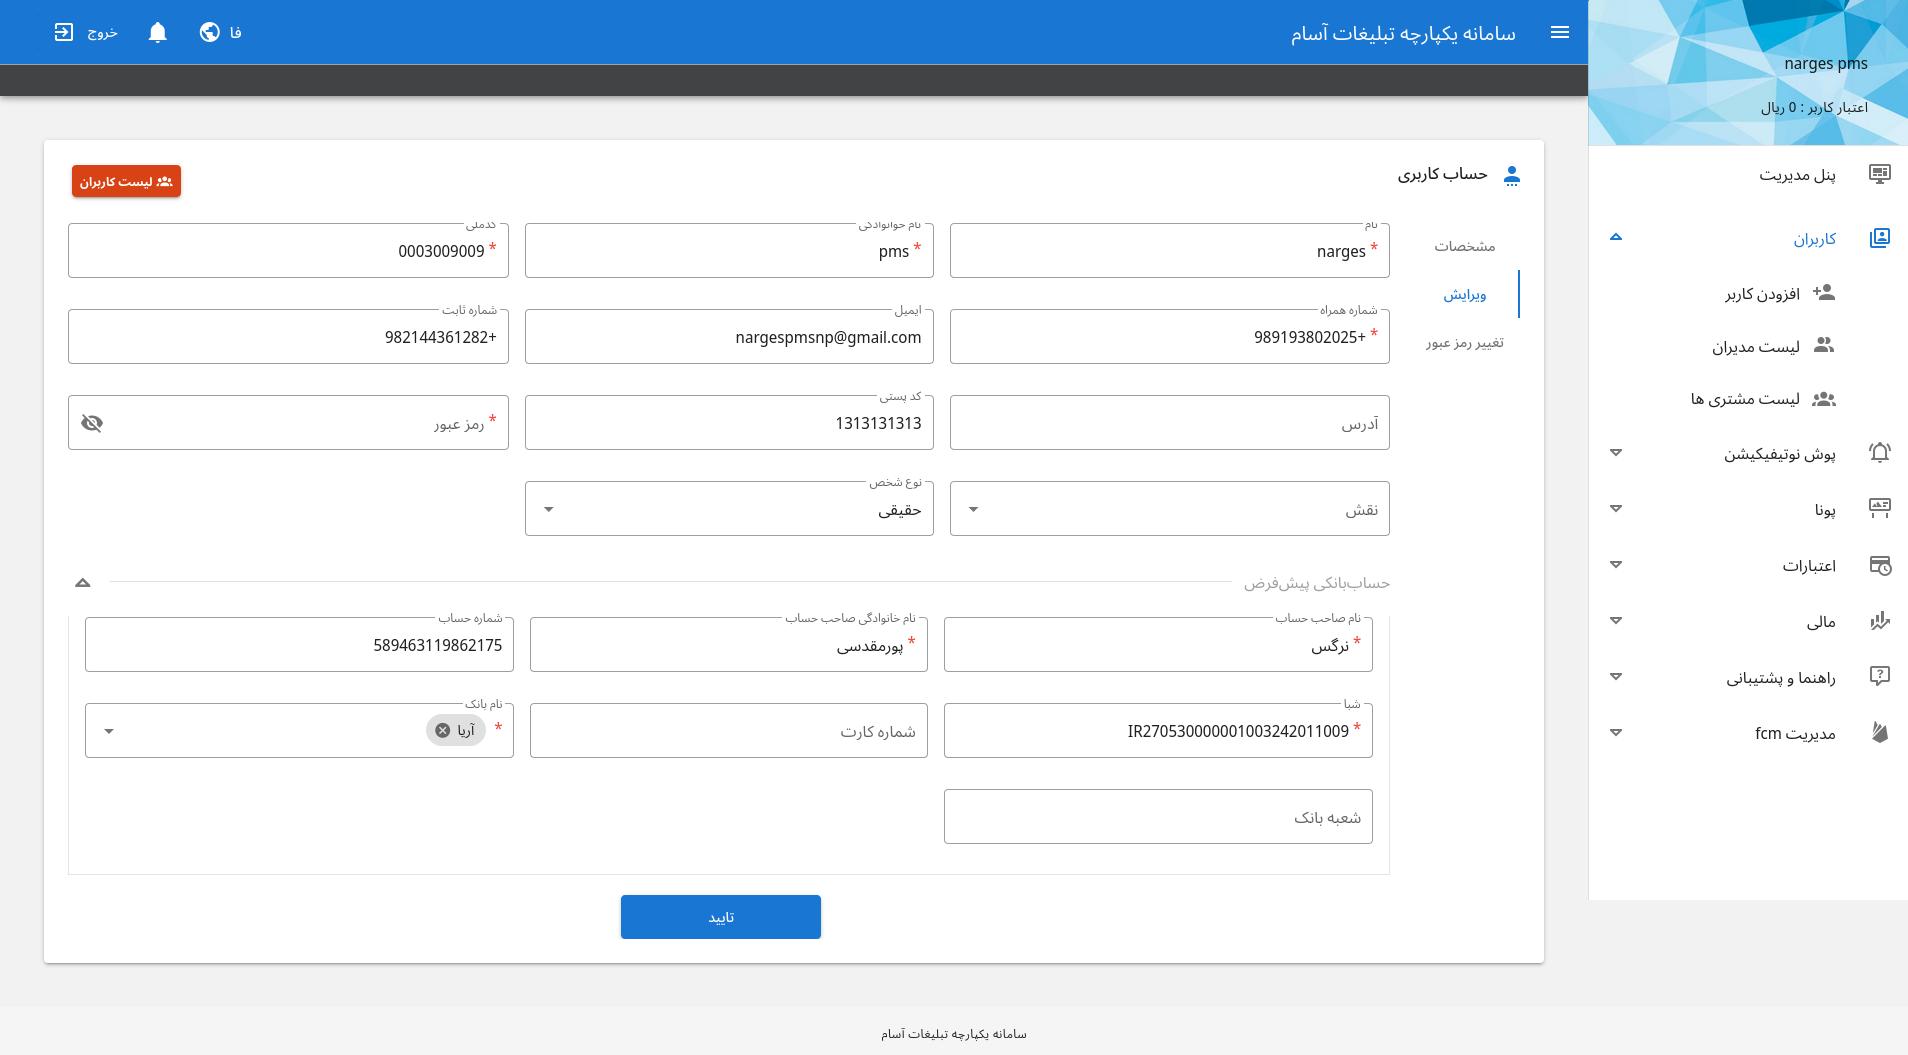 narges pms
اعتبار کاربر : 0 ریال
پنل مدیریت
کاربران
افزودن کاربر
لیست مدیران
لیست مشتری ها
پوش نوتیفیکیشن
پونا
اعتبارات
مالی
راهنما و پشتیبانی
مدیریت fcm
سامانه یکپارچه تبلیغات آسام
فا
خروج
حساب کاربری
لیست کاربران
مشخصات
ویرایش
تغییر رمز عبور
نام
* narges
نام خانوادگی
* pms
کدملی
* 0003009009
شماره همراه
* +989193802025
ایمیل
nargespmsnp@gmail.com
شماره ثابت
+982144361282
آدرس
کد پستی
1313131313
* رمز عبور
نقش
نوع شخص
حقیقی
حساب‌بانکی پیش‌فرض
نام صاحب حساب
* نرگس
نام خانوادگی صاحب حساب
* پورمقدسی
شماره حساب
589463119862175
شبا
* IR270530000001003242011009
شماره کارت
نام بانک
* آریا
شعبه بانک
تایید
سامانه یکپارچه تبلیغات آسام